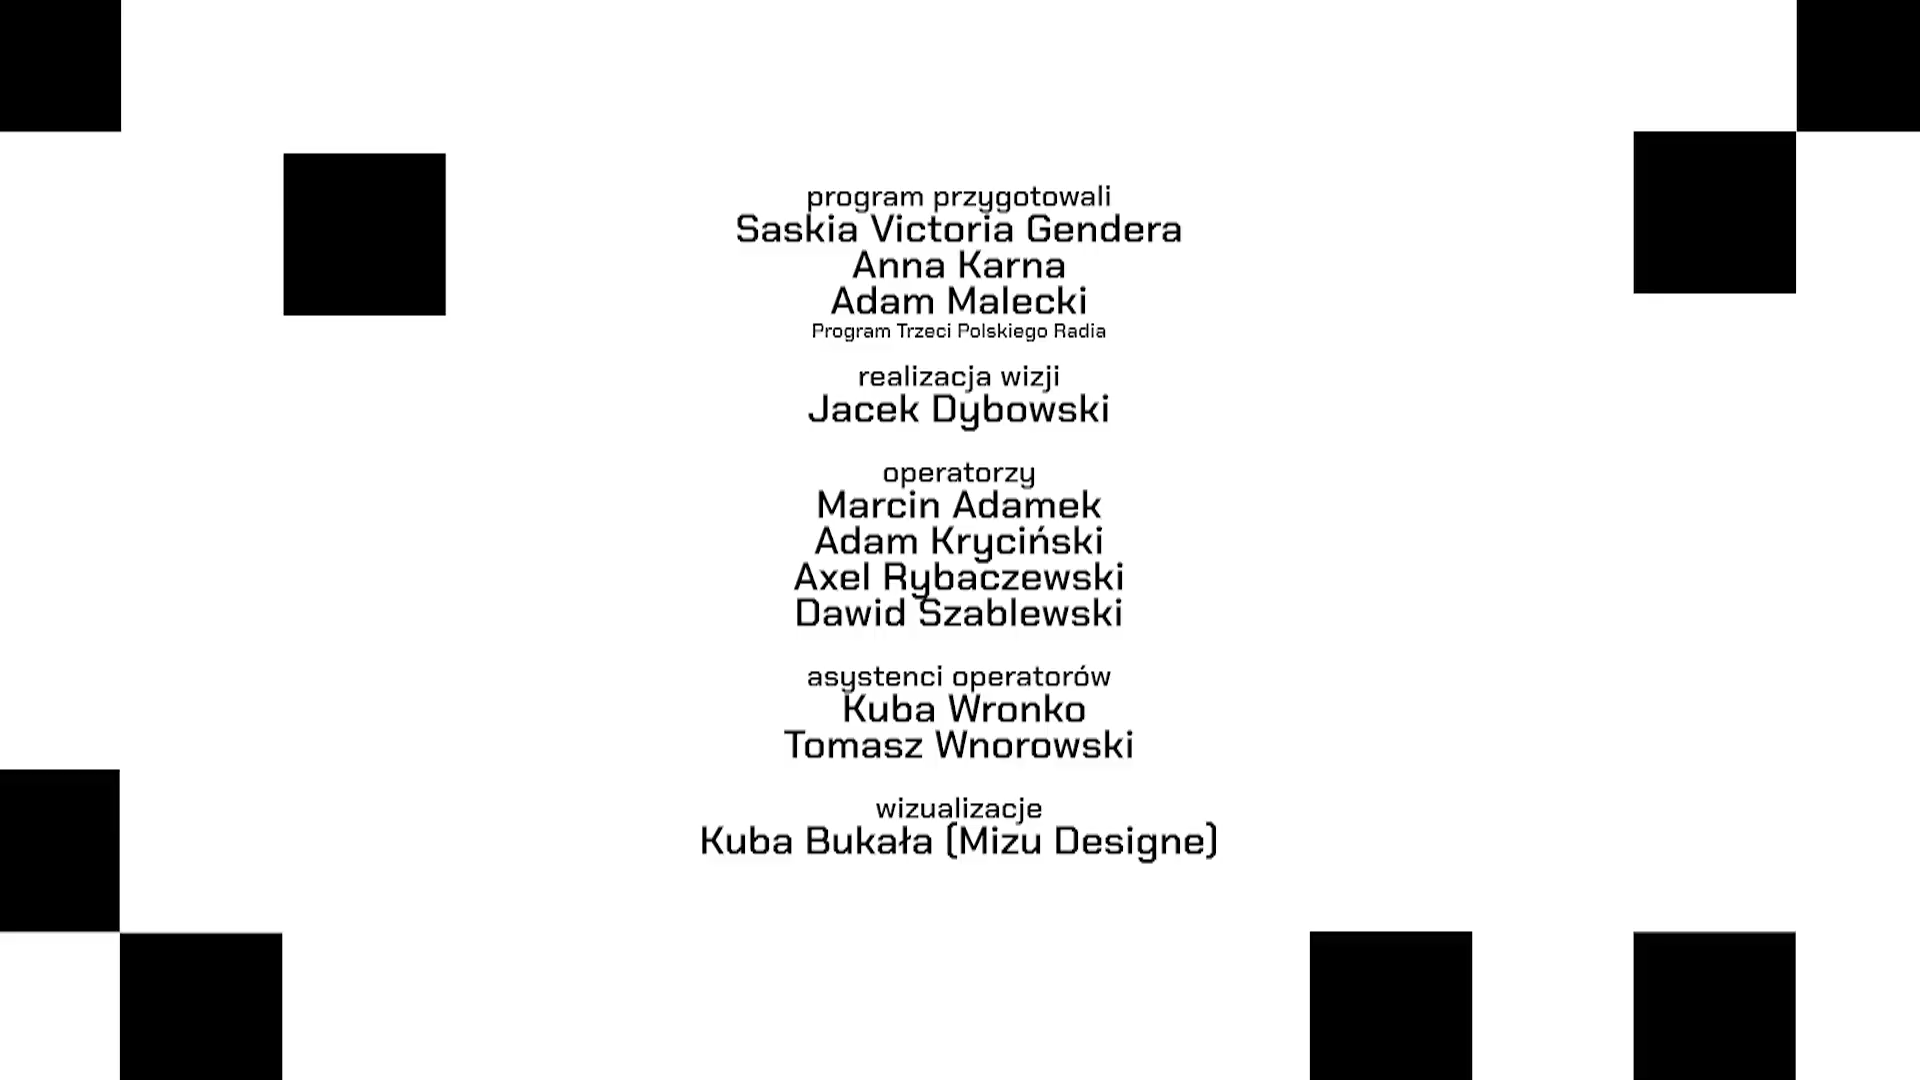 program przygotowali
Saskia Victoria Gendera
Anna Karna
Adam Malecki
Program Trzeci Polskiego Radia
realizacja wizji
Jacek Dybowski
operatorzy
Marcin Adamek
Adam Kryciński
Axel Rybaczewski
Dawid Szablewski
asystenci operatorów
Kuba Wronko
Tomasz Wnorowski
wizualizacje
Kuba Bukała (Mizu Designe)